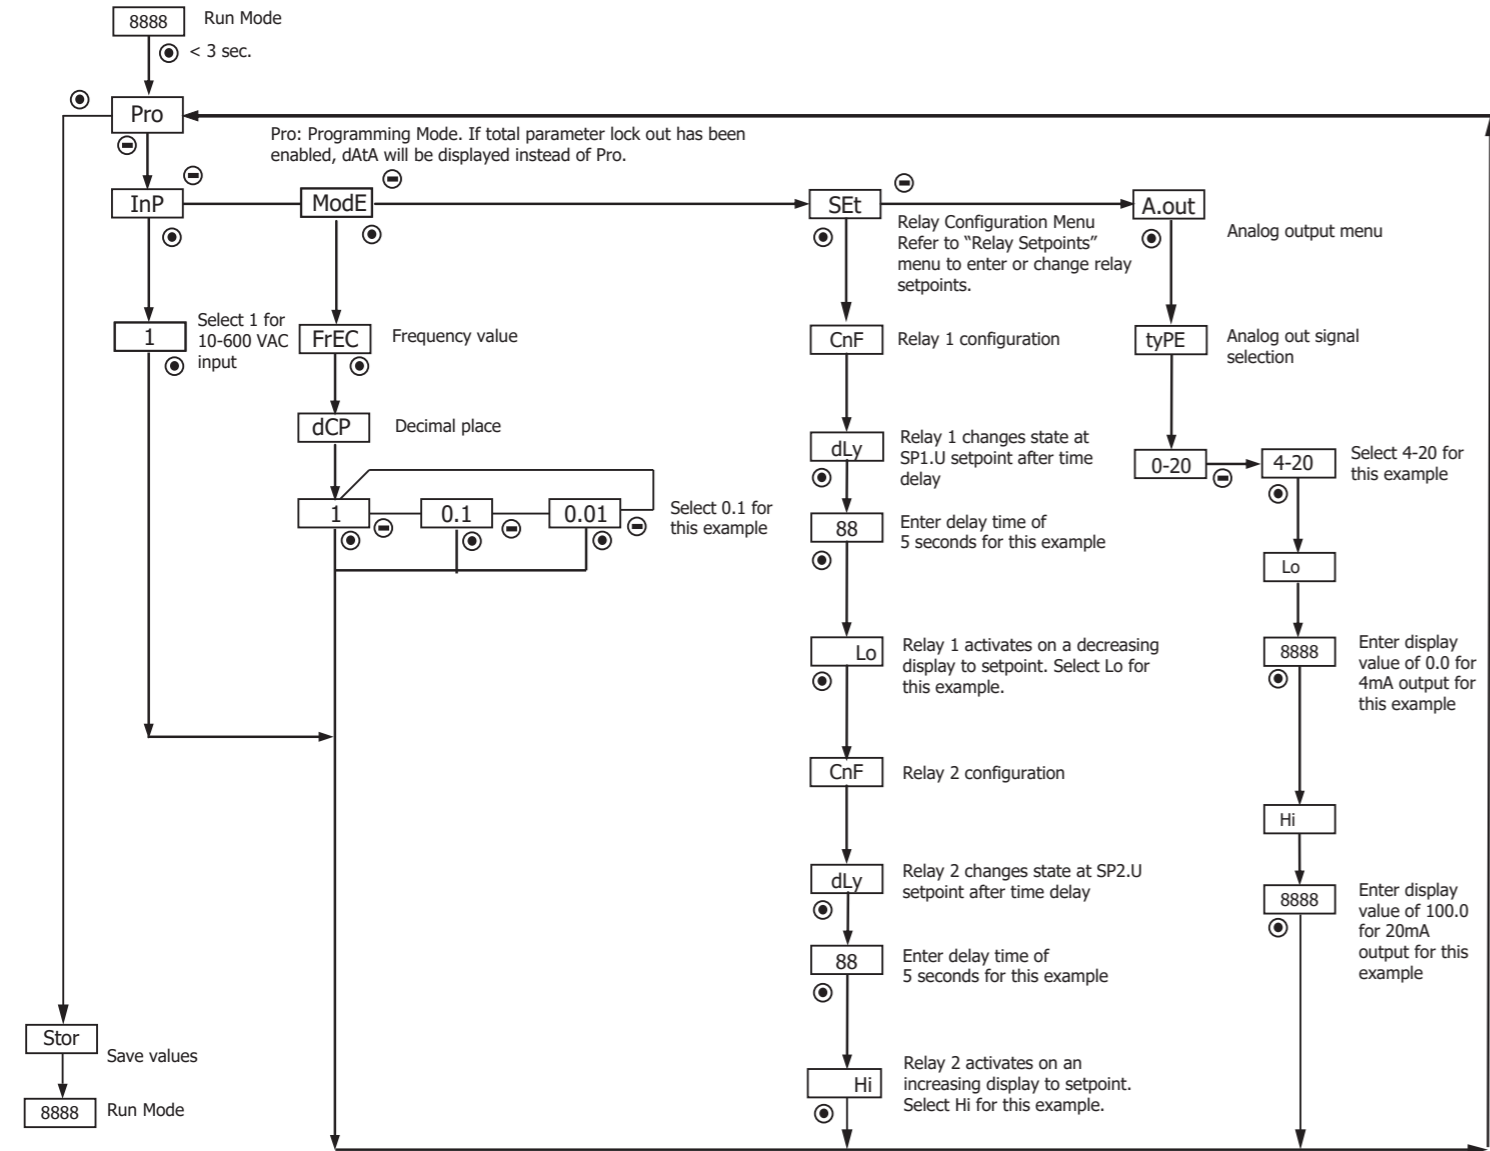 8888
Run Mode
< 3 sec.
Pro
Pro: Programming Mode. If total parameter lock out has been
enabled, dAtA will be displayed instead of Pro.
InP
1
Select 1 for
10-600 VAC
input
ModE
FrEC
Frequency value
dCP
Decimal place
1
0.1
0.01
Select 0.1 for
this example
SEt
Relay Configuration Menu
Refer to “Relay Setpoints”
menu to enter or change relay
setpoints.
CnF
Relay 1 configuration
dLy
Relay 1 changes state at
SP1.U setpoint after time
delay
88
Enter delay time of
5 seconds for this example
Lo
Relay 1 activates on a decreasing
display to setpoint. Select Lo for
this example.
CnF
Relay 2 configuration
dLy
Relay 2 changes state at SP2.U
setpoint after time delay
88
Enter delay time of
5 seconds for this example
Hi
Relay 2 activates on an
increasing display to setpoint.
Select Hi for this example.
A.out
Analog output menu
tyPE
Analog out signal
selection
0-20
4-20
Select 4-20 for
this example
Lo
8888
Enter display
value of 0.0 for
4mA output for
this example
Hi
8888
Enter display
value of 100.0
for 20mA
output for this
example
Stor
Save values
8888
Run Mode